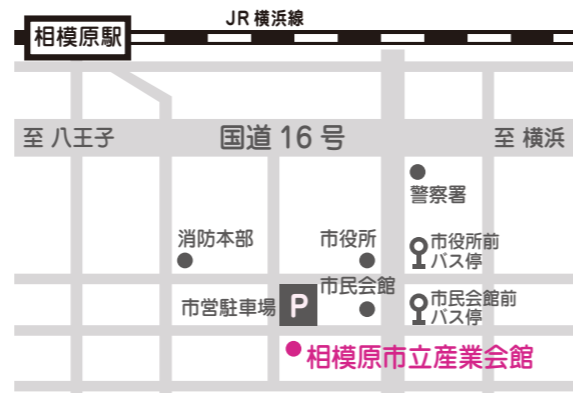 JR 横浜線
相模原駅
至 八王子
国道 16 号
至 横浜
警察署
消防本部
市役所
市役所前
バス停
市民会館
市営駐車場
P
市民会館前
バス停
相模原市立産業会館